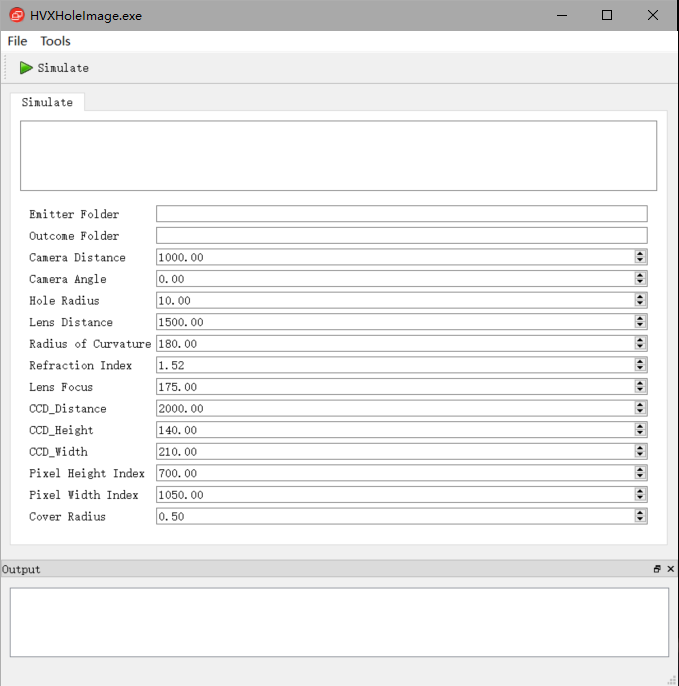 HVXHoleImage.exe
File Tools
Simulate
Simulate
Emitter Folder
Outcome Folder
Camera Distance 1000.00
Camera Angle 0.00
Hole Radius 10.00
Lens Distance 1500.00
Radius of Curvature 180.00
Refraction Index 1.52
Lens Focus 175.00
CCD_Distance 2000.00
CCD_Height 140.00
CCD_Width 210.00
Pixel Height Index 700.00
Pixel Width Index 1050.00
Cover Radius 0.50
Output